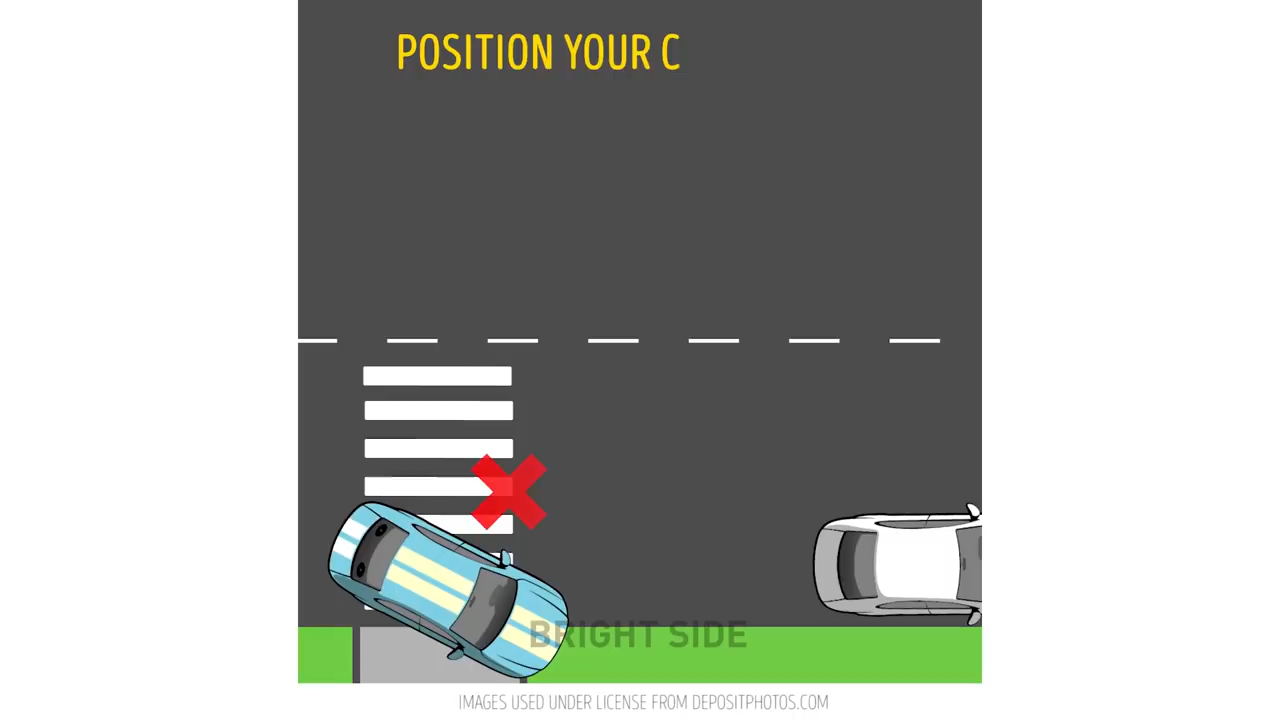 POSITION YOUR C
BRIGHT SIDE
IMAGES USED UNDER LICENSE FROM DEPOSITPHOTOS.COM